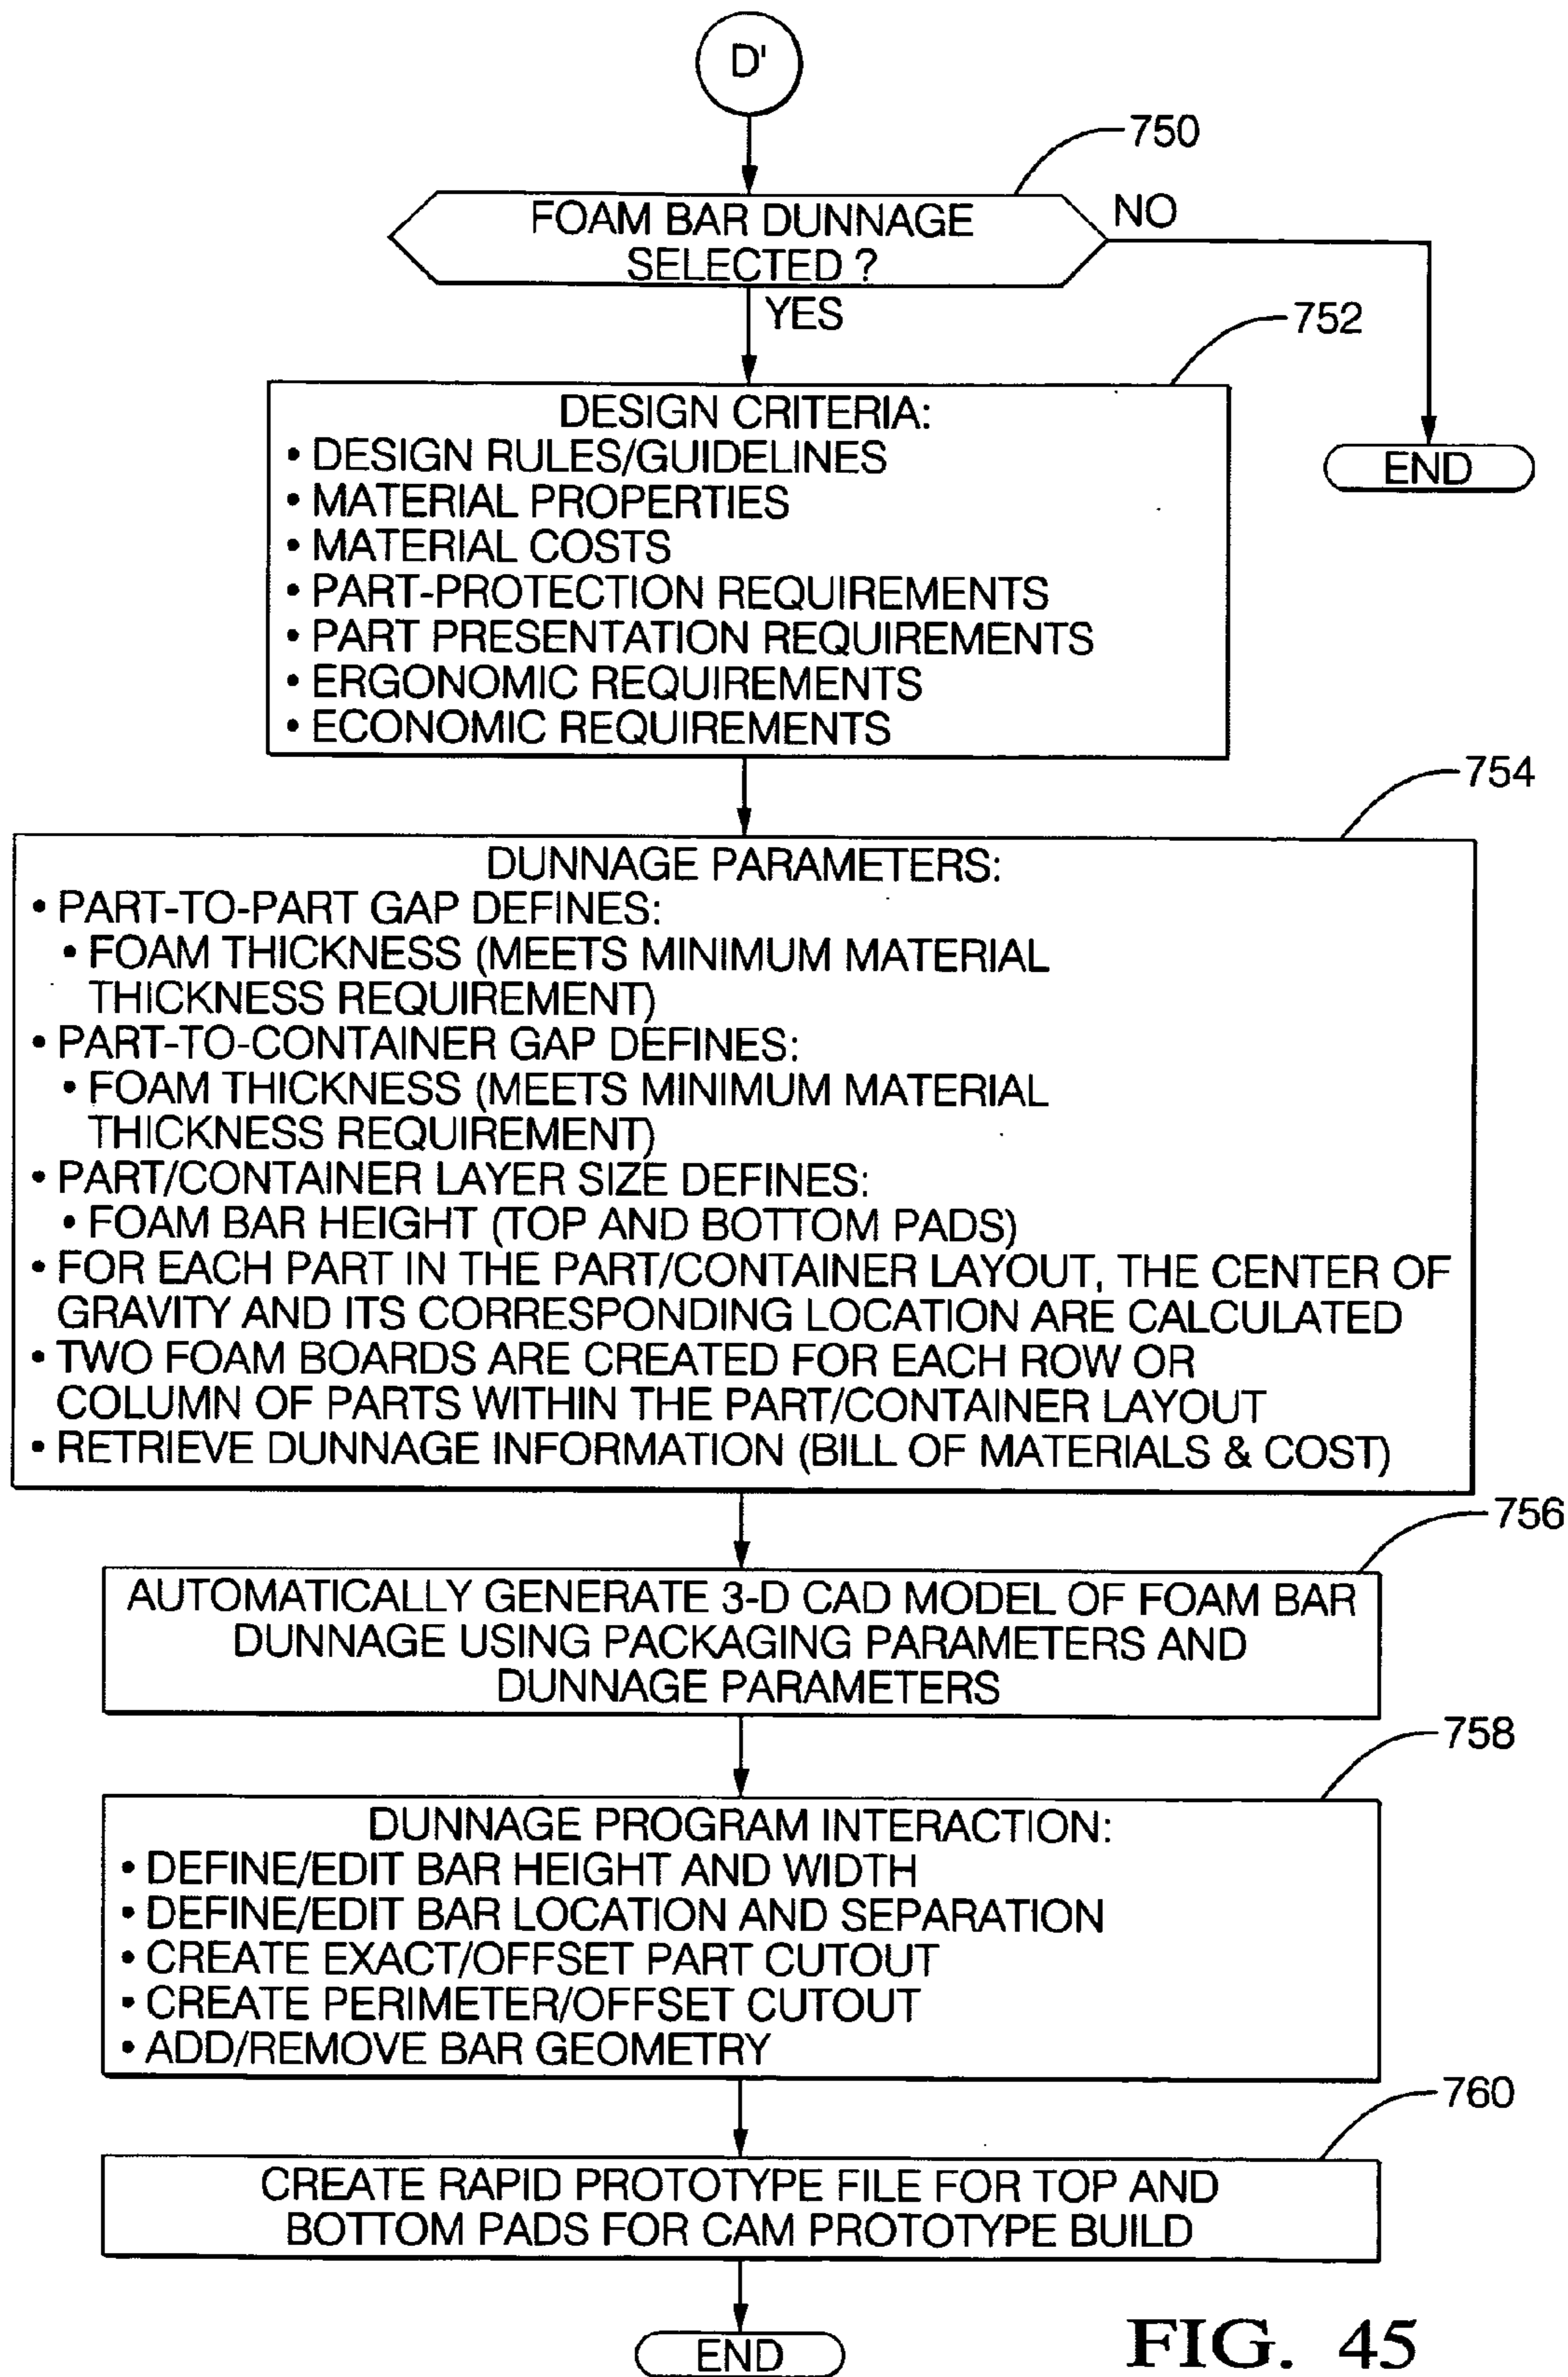 D'
750
FOAM BAR DUNNAGE
SELECTED ?
NO
YES
END
752
DESIGN CRITERIA:
• DESIGN RULES/GUIDELINES
• MATERIAL PROPERTIES
• MATERIAL COSTS
• PART-PROTECTION REQUIREMENTS
• PART PRESENTATION REQUIREMENTS
• ERGONOMIC REQUIREMENTS
• ECONOMIC REQUIREMENTS
754
DUNNAGE PARAMETERS:
• PART-TO-PART GAP DEFINES:
• FOAM THICKNESS (MEETS MINIMUM MATERIAL
THICKNESS REQUIREMENT)
• PART-TO-CONTAINER GAP DEFINES:
• FOAM THICKNESS (MEETS MINIMUM MATERIAL
THICKNESS REQUIREMENT)
• PART/CONTAINER LAYER SIZE DEFINES:
• FOAM BAR HEIGHT (TOP AND BOTTOM PADS)
• FOR EACH PART IN THE PART/CONTAINER LAYOUT, THE CENTER OF
GRAVITY AND ITS CORRESPONDING LOCATION ARE CALCULATED
• TWO FOAM BOARDS ARE CREATED FOR EACH ROW OR
COLUMN OF PARTS WITHIN THE PART/CONTAINER LAYOUT
• RETRIEVE DUNNAGE INFORMATION (BILL OF MATERIALS & COST)
756
AUTOMATICALLY GENERATE 3-D CAD MODEL OF FOAM BAR
DUNNAGE USING PACKAGING PARAMETERS AND
DUNNAGE PARAMETERS
758
DUNNAGE PROGRAM INTERACTION:
• DEFINE/EDIT BAR HEIGHT AND WIDTH
• DEFINE/EDIT BAR LOCATION AND SEPARATION
• CREATE EXACT/OFFSET PART CUTOUT
• CREATE PERIMETER/OFFSET CUTOUT
• ADD/REMOVE BAR GEOMETRY
760
CREATE RAPID PROTOTYPE FILE FOR TOP AND
BOTTOM PADS FOR CAM PROTOTYPE BUILD
END
FIG. 45